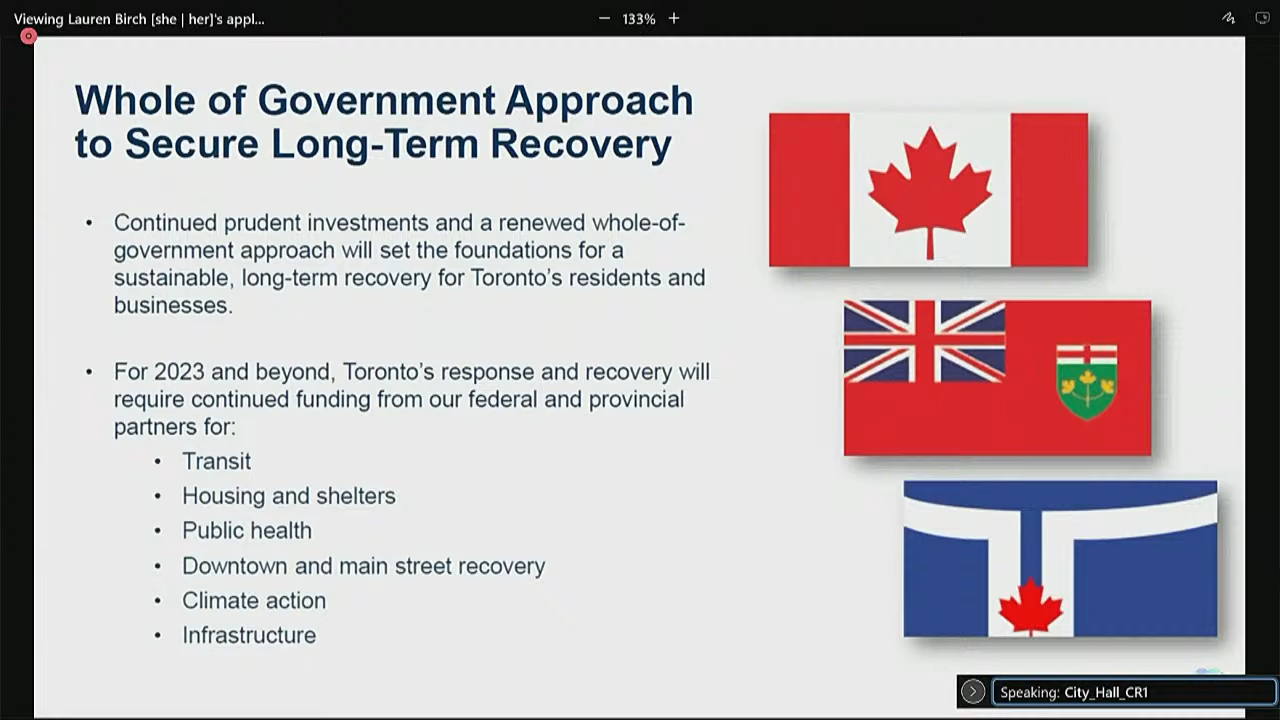 Viewing Lauren Birch [she | her]'s appl...
133%
Whole of Government Approach
to Secure Long-Term Recovery
• Continued prudent investments and a renewed whole-of-
government approach will set the foundations for a
sustainable, long-term recovery for Toronto's residents and
businesses.
• For 2023 and beyond, Toronto's response and recovery will
require continued funding from our federal and provincial
partners for:
• Transit
• Housing and shelters
• Public health
• Downtown and main street recovery
• Climate action
• Infrastructure
Speaking: City_Hall_CR1